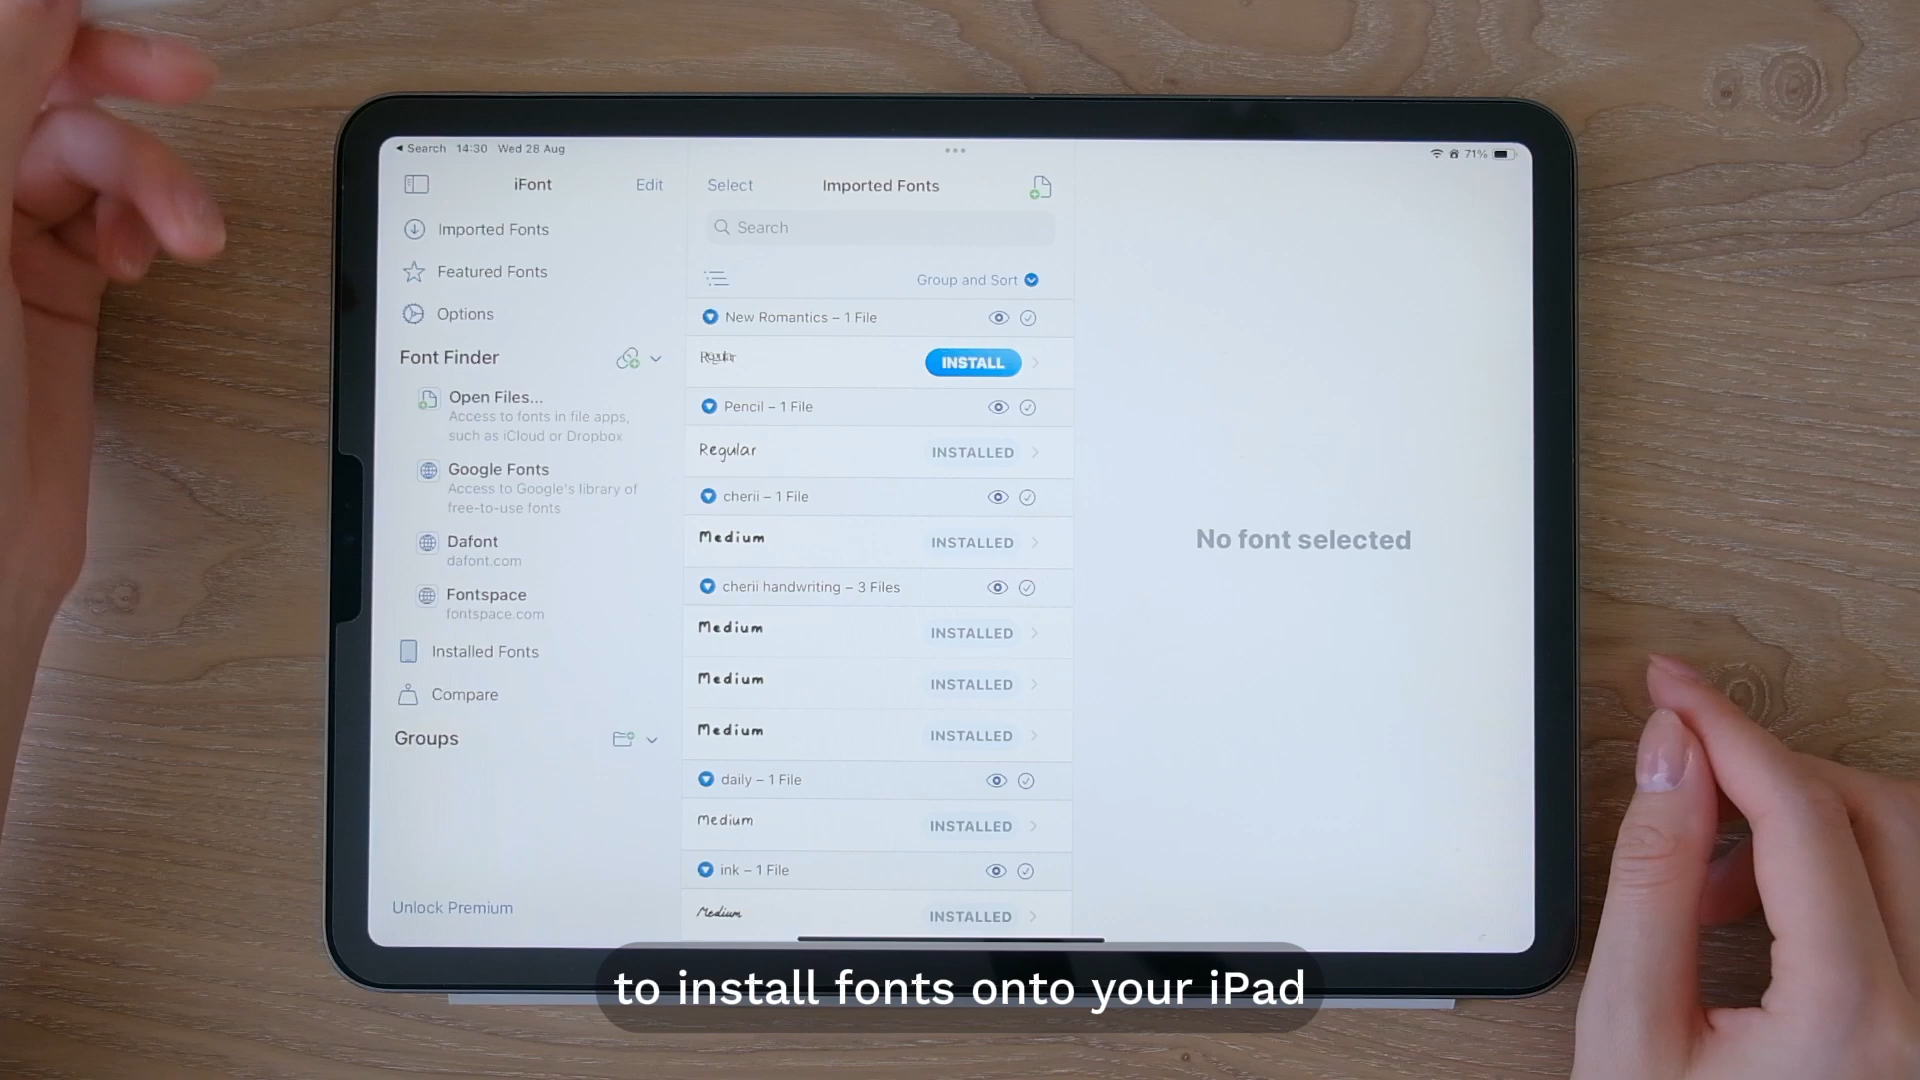 Search 14:30 Wed 28 Aug
71%
iFont
Edit
Imported Fonts
Featured Fonts
Options
Font Finder
Open Files...
Access to fonts in file apps,
such as iCloud or Dropbox
Google Fonts
Access to Google's library of
free-to-use fonts
Dafont
dafont.com
Fontspace
fontspace.com
Installed Fonts
Compare
Groups
Unlock Premium
Select
Imported Fonts
Search
Group and Sort
New Romantics – 1 File
Regular
INSTALL
Pencil – 1 File
Regular
INSTALLED
cherii – 1 File
Medium
INSTALLED
cherii handwriting – 3 Files
Medium
INSTALLED
Medium
INSTALLED
Medium
INSTALLED
daily – 1 File
Medium
INSTALLED
ink – 1 File
Medium
INSTALLED
No font selected
to install fonts onto your iPad